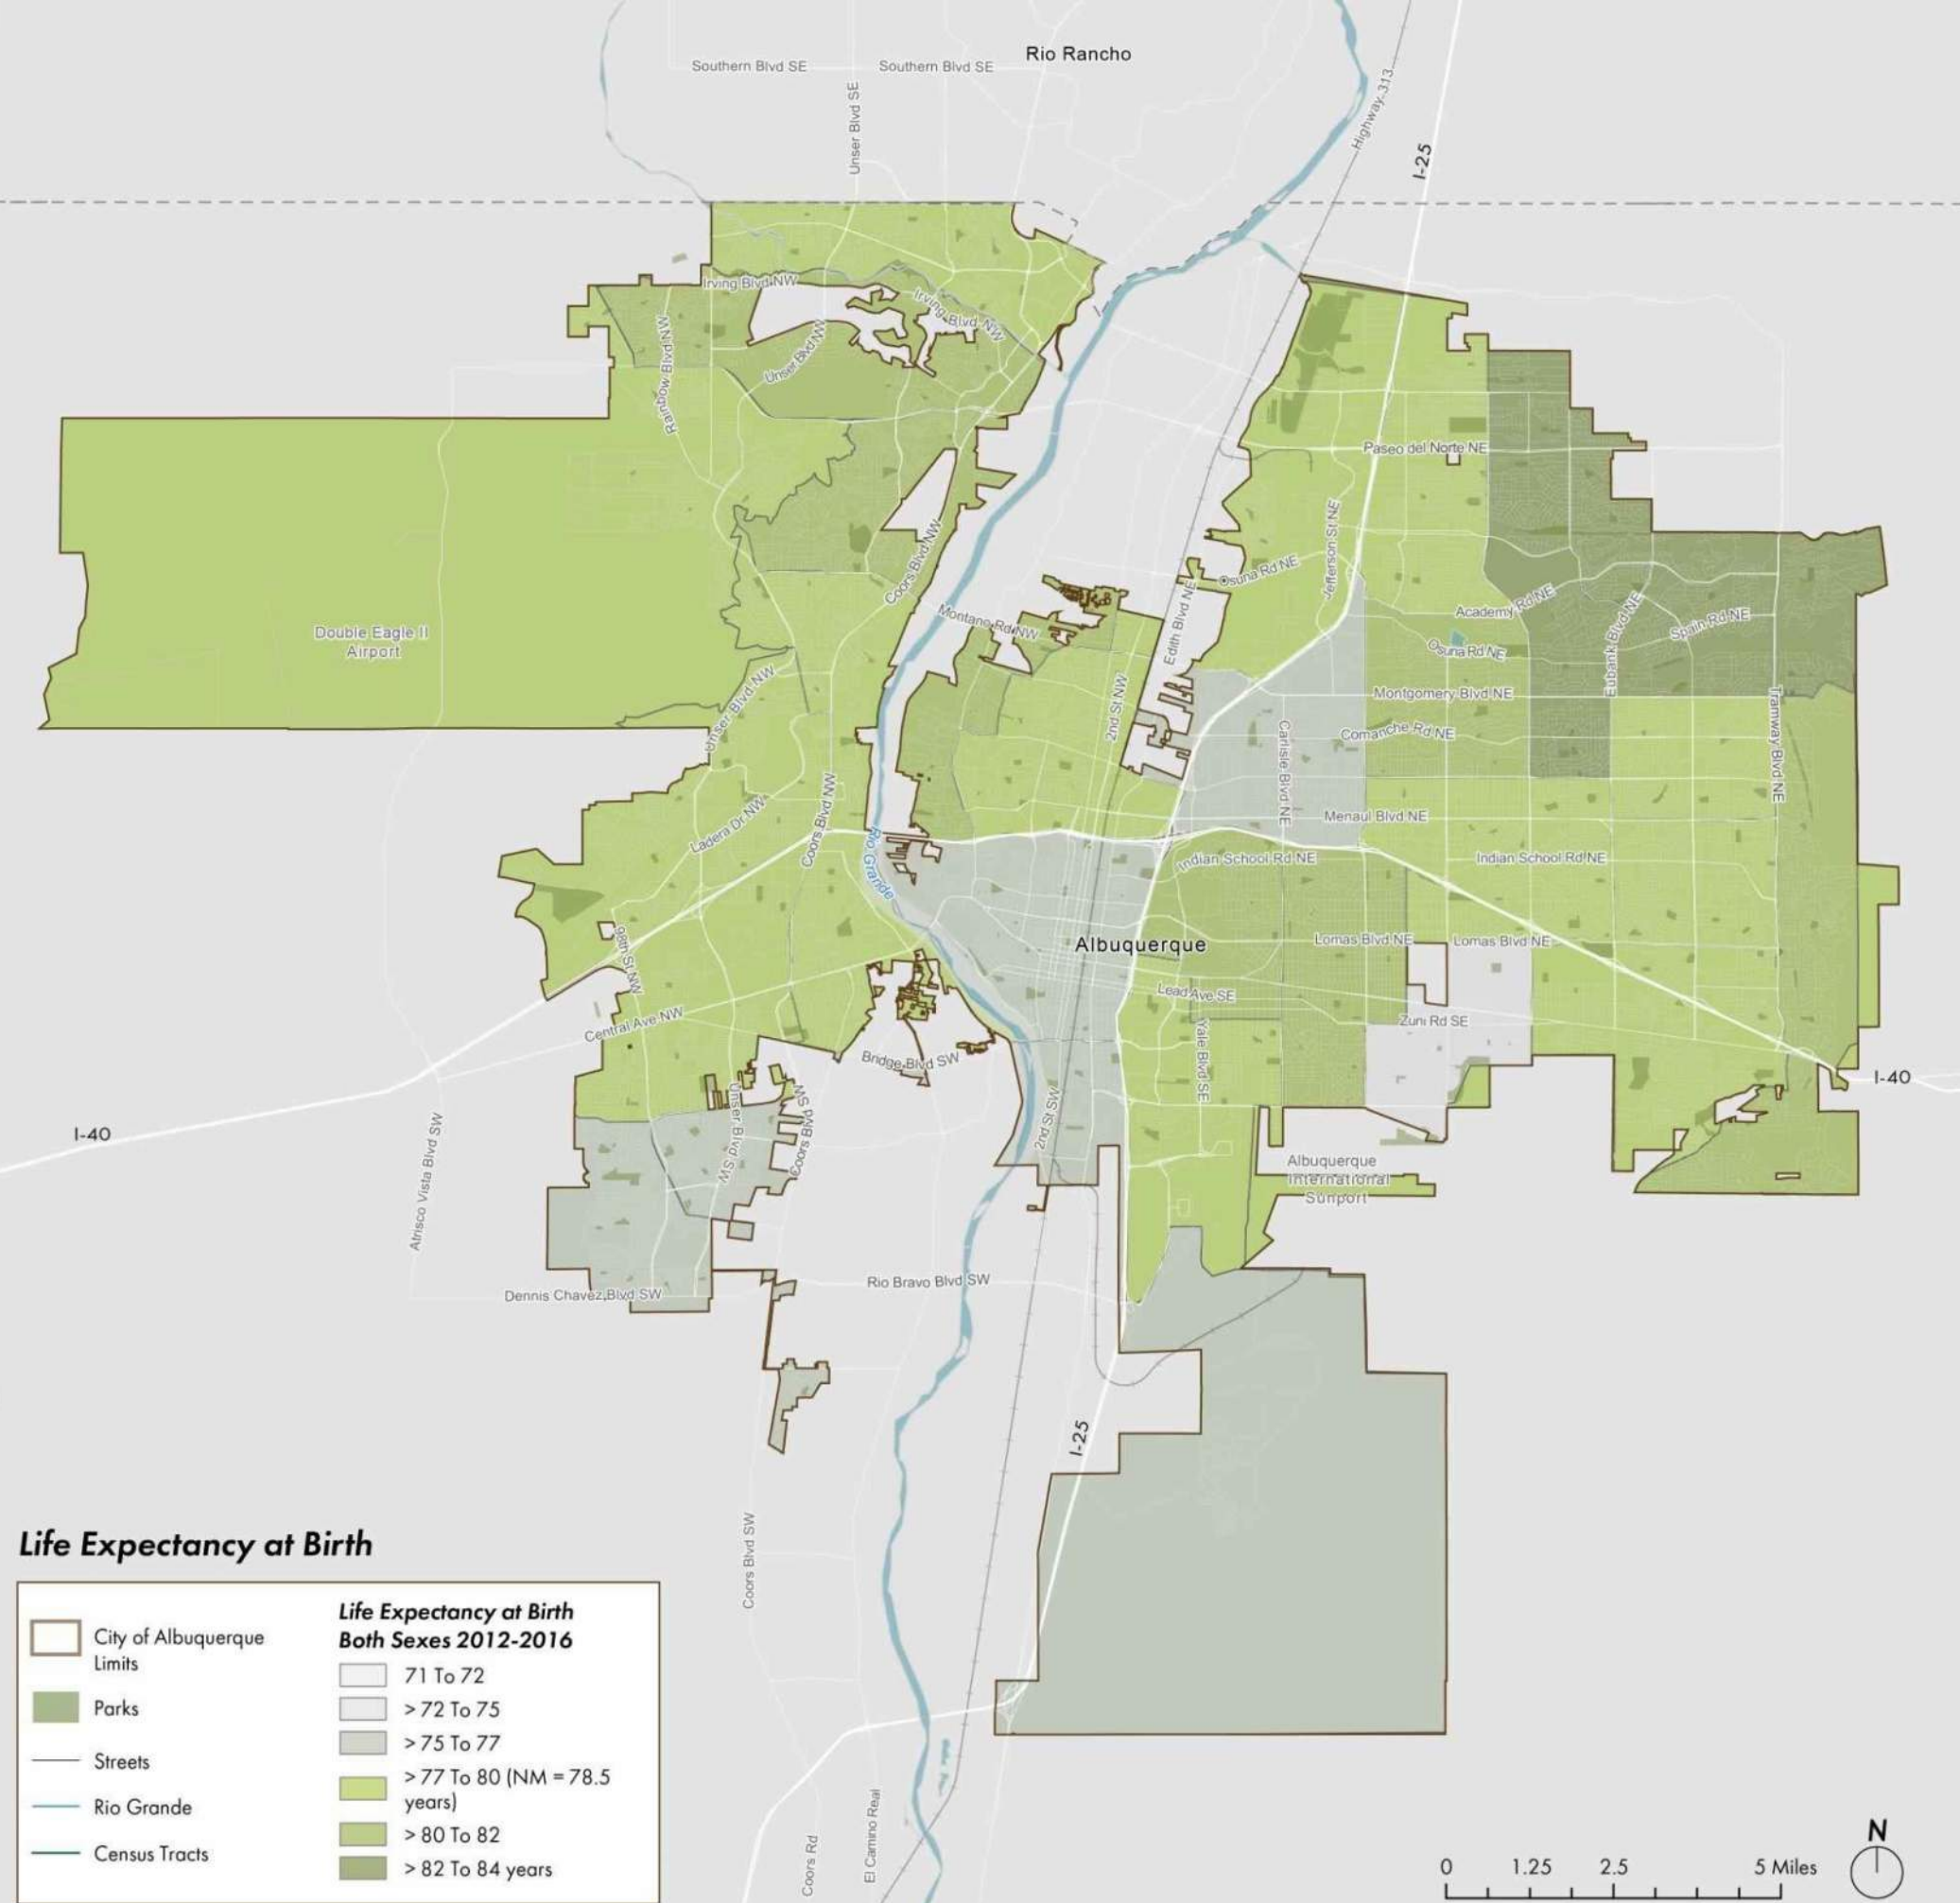 Rio Rancho
Southern Blvd SE
Southern Blvd SE
Unser Blvd SE
Highway 313
I-25
Irving Blvd NW
Irving Blvd NW
Rainbow Blvd NW
Unser Blvd NW
Paseo del Norte NE
Jefferson St NE
Coors Blvd NW
Osuna Rd NE
Edith Blvd NE
Montano Rd NW
Academy Rd NE
Eubank Blvd NE
Spain Rd NE
Osuna Rd NE
Double Eagle II
Airport
Unser Blvd NW
2nd St NW
Montgomery Blvd NE
Comanche Rd NE
Carlisle Blvd NE
Tramway Blvd NE
Ladera Dr NW
Coors Blvd NW
Rio Grande
Menaul Blvd NE
Indian School Rd NE
Indian School Rd NE
98th St NW
Albuquerque
Lomas Blvd NE
Lomas Blvd NE
Lead Ave SE
Central Ave NW
Zuni Rd SE
Bridge Blvd SW
Yale Blvd SE
I-40
I-40
Unser Blvd SW
Coors Blvd SW
2nd St SW
Atrisco Vista Blvd SW
Albuquerque
International
Sunport
Dennis Chavez Blvd SW
Rio Bravo Blvd SW
I-25
Coors Blvd SW
El Camino Real
Coors Rd
Life Expectancy at Birth
City of Albuquerque
Limits
Parks
Streets
Rio Grande
Census Tracts
Life Expectancy at Birth
Both Sexes 2012-2016
71 To 72
> 72 To 75
> 75 To 77
> 77 To 80 (NM = 78.5
years)
> 80 To 82
> 82 To 84 years
0 1.25 2.5 5 Miles
N